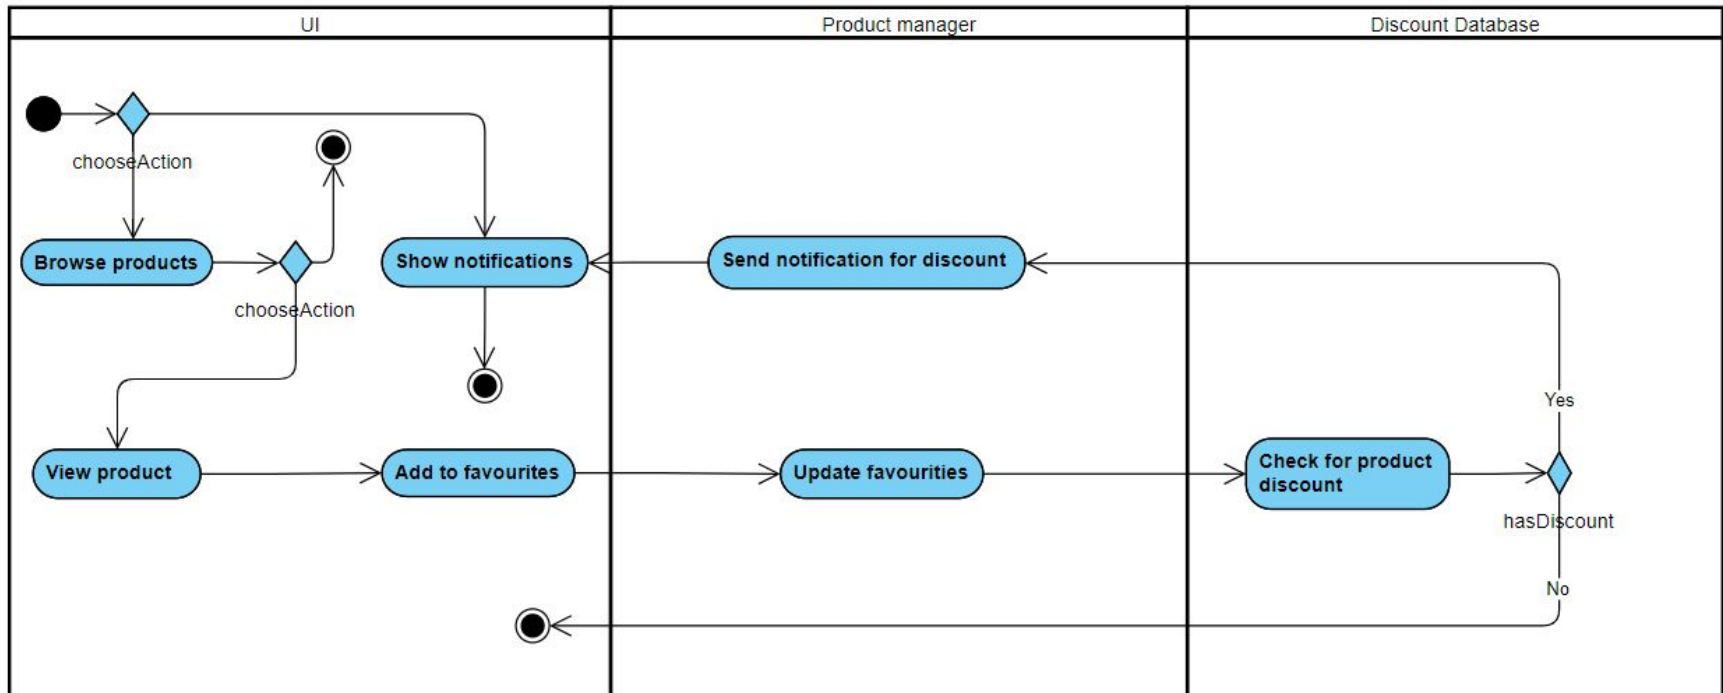 UI
Product manager
Discount Database
chooseAction
Browse products
chooseAction
Show notifications
Send notification for discount
Yes
View product
Add to favourites
Update favourities
Check for product
discount
hasDiscount
No